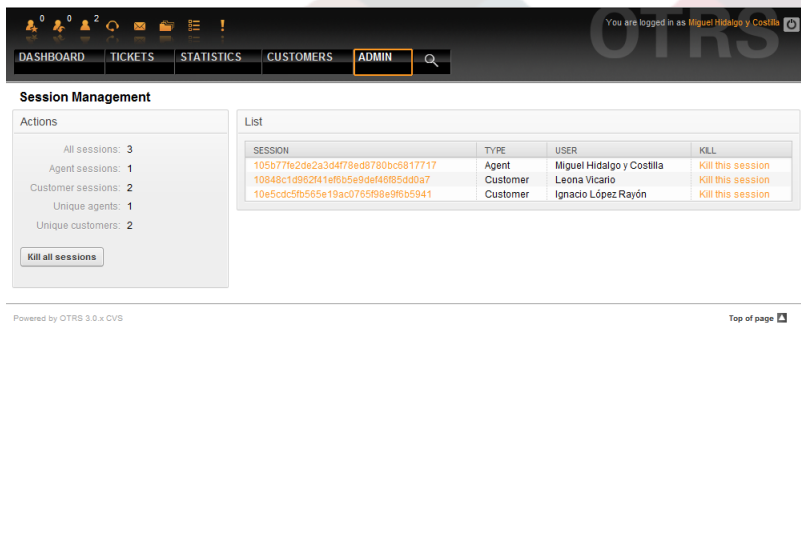 OTRS
0 0 2
You are logged in as Miguel Hidalgo y Costilla
DASHBOARD TICKETS STATISTICS CUSTOMERS ADMIN
Session Management
Actions
All sessions: 3
Agent sessions: 1
Customer sessions: 2
Unique agents: 1
Unique customers: 2
Kill all sessions
List
SESSION TYPE USER KILL
105b77fe2de2a3d4f78ed8780bc6817717 Agent Miguel Hidalgo y Costilla Kill this session
10848c1d962f41ef6b5e9def46f85dd0a7 Customer Leona Vicario Kill this session
10e5cdc5fb565e19ac0765f98e9f6b5941 Customer Ignacio López Rayón Kill this session
Powered by OTRS 3.0.x CVS
Top of page